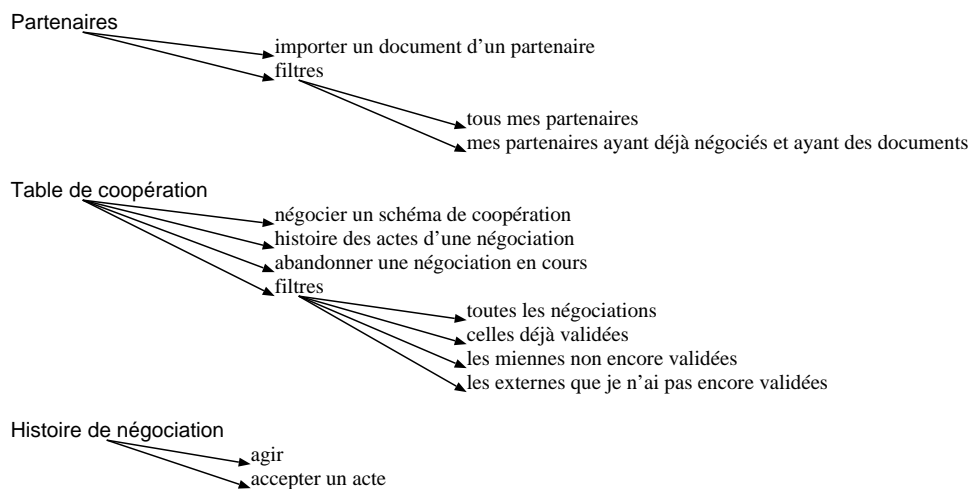 Partenaires
importer un document d’un partenaire
filtres
tous mes partenaires
mes partenaires ayant déjà négociés et ayant des documents
Table de coopération
négocier un schéma de coopération
histoire des actes d’une négociation
abandonner une négociation en cours
filtres
toutes les négociations
celles déjà validées
les miennes non encore validées
les externes que je n’ai pas encore validées
Histoire de négociation
agir
accepter un acte